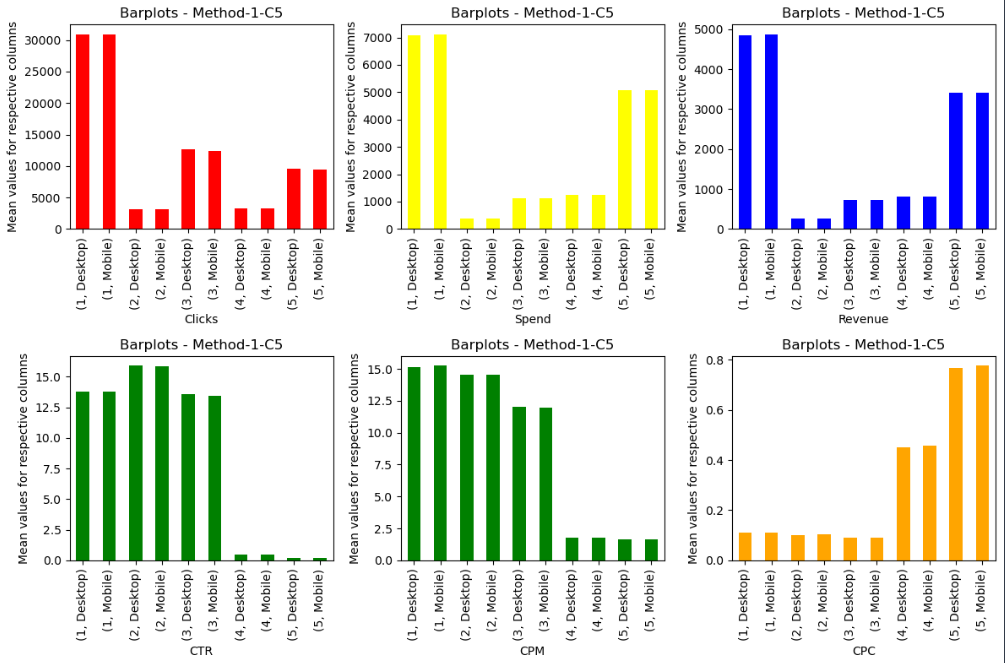 Barplots - Method-1-C5
Mean values for respective columns
30000
25000
20000
15000
10000
5000
0
(1, Desktop)
(1, Mobile)
(2, Desktop)
(2, Mobile)
(3, Desktop)
(3, Mobile)
(4, Desktop)
(4, Mobile)
(5, Desktop)
(5, Mobile)
Clicks
Barplots - Method-1-C5
Mean values for respective columns
7000
6000
5000
4000
3000
2000
1000
0
(1, Desktop)
(1, Mobile)
(2, Desktop)
(2, Mobile)
(3, Desktop)
(3, Mobile)
(4, Desktop)
(4, Mobile)
(5, Desktop)
(5, Mobile)
Spend
Barplots - Method-1-C5
Mean values for respective columns
5000
4000
3000
2000
1000
0
(1, Desktop)
(1, Mobile)
(2, Desktop)
(2, Mobile)
(3, Desktop)
(3, Mobile)
(4, Desktop)
(4, Mobile)
(5, Desktop)
(5, Mobile)
Revenue
Barplots - Method-1-C5
Mean values for respective columns
15.0
12.5
10.0
7.5
5.0
2.5
0.0
(1, Desktop)
(1, Mobile)
(2, Desktop)
(2, Mobile)
(3, Desktop)
(3, Mobile)
(4, Desktop)
(4, Mobile)
(5, Desktop)
(5, Mobile)
CTR
Barplots - Method-1-C5
Mean values for respective columns
15.0
12.5
10.0
7.5
5.0
2.5
0.0
(1, Desktop)
(1, Mobile)
(2, Desktop)
(2, Mobile)
(3, Desktop)
(3, Mobile)
(4, Desktop)
(4, Mobile)
(5, Desktop)
(5, Mobile)
CPM
Barplots - Method-1-C5
Mean values for respective columns
0.8
0.6
0.4
0.2
0.0
(1, Desktop)
(1, Mobile)
(2, Desktop)
(2, Mobile)
(3, Desktop)
(3, Mobile)
(4, Desktop)
(4, Mobile)
(5, Desktop)
(5, Mobile)
CPC